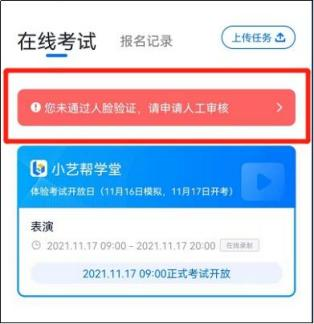 在线考试 报名记录 上传任务
您未通过人脸验证，请申请人工审核
小艺帮学堂
体验考试开放日（11月16日模拟，11月17日开考）
表演
2021.11.17 09:00 - 2021.11.17 20:00 在线录制
2021.11.17 09:00正式考试开放